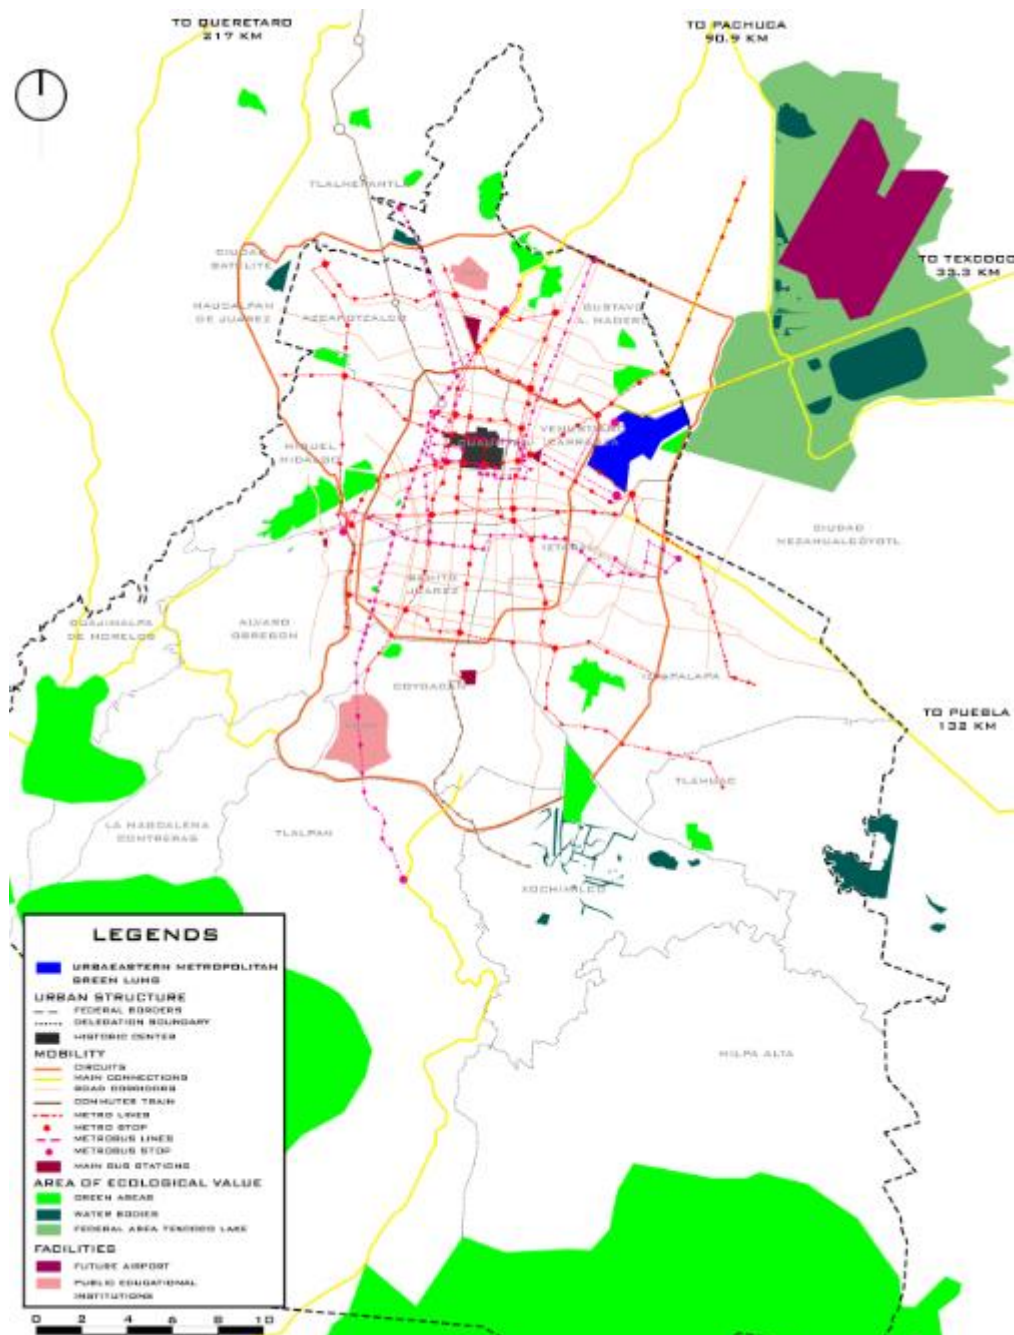 TO QUERETARO
217 KM
TO PACHUCA
90.9 KM
TLALNEPANTLA
CIUDAD
SATELITE
TO TEXCOCO
33.3 KM
NAUCALPAN
DE JUAREZ
AZCAPOTZALCO
GUSTAVO
A. MADERO
VENUSTIANO
CARRANZA
MIGUEL
HIDALGO
CIUDAD
NEZAHUALCOYOTL
BENITO
JUAREZ
CUAJIMALPA
DE MORELOS
ALVARO
OBREGON
COYOACAN
IZTAPALAPA
TO PUEBLA
132 KM
TLAHUAC
LA MAGDALENA
CONTRERAS
TLALPAN
XOCHIMILCO
MILPA ALTA
LEGENDS
URBAEASTERN METROPOLITAN
GREEN LUNG
URBAN STRUCTURE
FEDERAL BORDERS
DELEGATION BOUNDARY
HISTORIC CENTER
MOBILITY
CIRCUITS
MAIN CONNECTIONS
ROAD CORRIDORS
COMMUTER TRAIN
METRO LINES
METRO STOP
METROBUS LINES
METROBUS STOP
MAIN BUS STATIONS
AREA OF ECOLOGICAL VALUE
GREEN AREAS
WATER BODIES
FEDERAL AREA TEXCOCO LAKE
FACILITIES
FUTURE AIRPORT
PUBLIC EDUCATIONAL
INSTITUTIONS
0 2 4 6 8 10